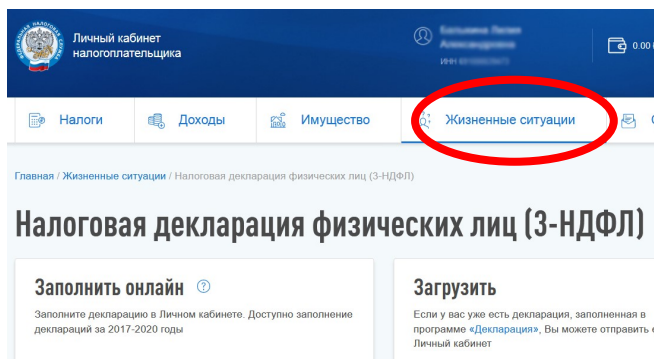 Личный кабинет
налогоплательщика
ИНН
0.00
Налоги
Доходы
Имущество
Жизненные ситуации
Главная / Жизненные ситуации / Налоговая декларация физических лиц (3-НДФЛ)
Налоговая декларация физических лиц (3-НДФЛ)
Заполнить онлайн ?
Заполните декларацию в Личном кабинете. Доступно заполнение
деклараций за 2017-2020 годы
Загрузить
Если у вас уже есть декларация, заполненная в
программе «Декларация», Вы можете отправить
Личный кабинет